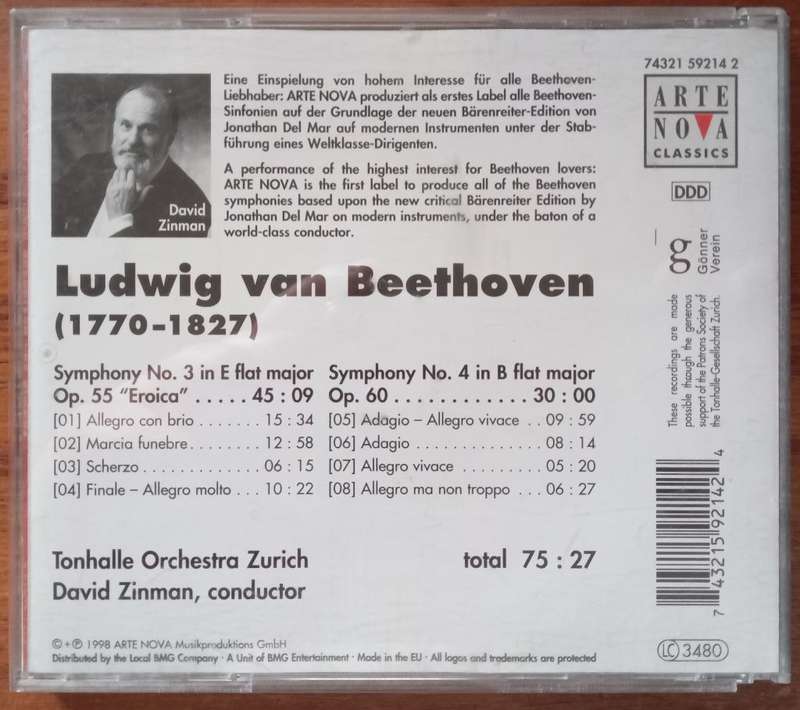 74321 59214 2
ARTE
NOVA
CLASSICS
DDD
Eine Einspielung von hohem Interesse für alle Beethoven-
Liebhaber: ARTE NOVA produziert als erstes Label alle Beethoven-
Sinfonien auf der Grundlage der neuen Bärenreiter-Edition von
Jonathan Del Mar auf modernen Instrumenten unter der Stab-
führung eines Weltklasse-Dirigenten.
A performance of the highest interest for Beethoven lovers:
ARTE NOVA is the first label to produce all of the Beethoven
symphonies based upon the new critical Bärenreiter Edition by
Jonathan Del Mar on modern instruments, under the baton of a
world-class conductor.
David
Zinman
g
Gönner
Verein
These recordings are made
possible through the generous
support of the Patrons Society of
the Tonhalle-Gesellschaft Zurich.
Ludwig van Beethoven
(1770–1827)
Symphony No. 3 in E flat major
Op. 55 "Eroica" ..... 45 : 09
[01] Allegro con brio ....... 15 : 34
[02] Marcia funebre ........ 12 : 58
[03] Scherzo ............. 06 : 15
[04] Finale – Allegro molto ... 10 : 22
Symphony No. 4 in B flat major
Op. 60 ............ 30 : 00
[05] Adagio – Allegro vivace .. 09 : 59
[06] Adagio ............. 08 : 14
[07] Allegro vivace ........ 05 : 20
[08] Allegro ma non troppo ... 06 : 27
Tonhalle Orchestra Zurich
David Zinman, conductor
total 75 : 27
7 43215 92142 4
© + ℗ 1998 ARTE NOVA Musikproduktions GmbH
Distributed by the Local BMG Company · A Unit of BMG Entertainment · Made in the EU · All logos and trademarks are protected
LC 3480